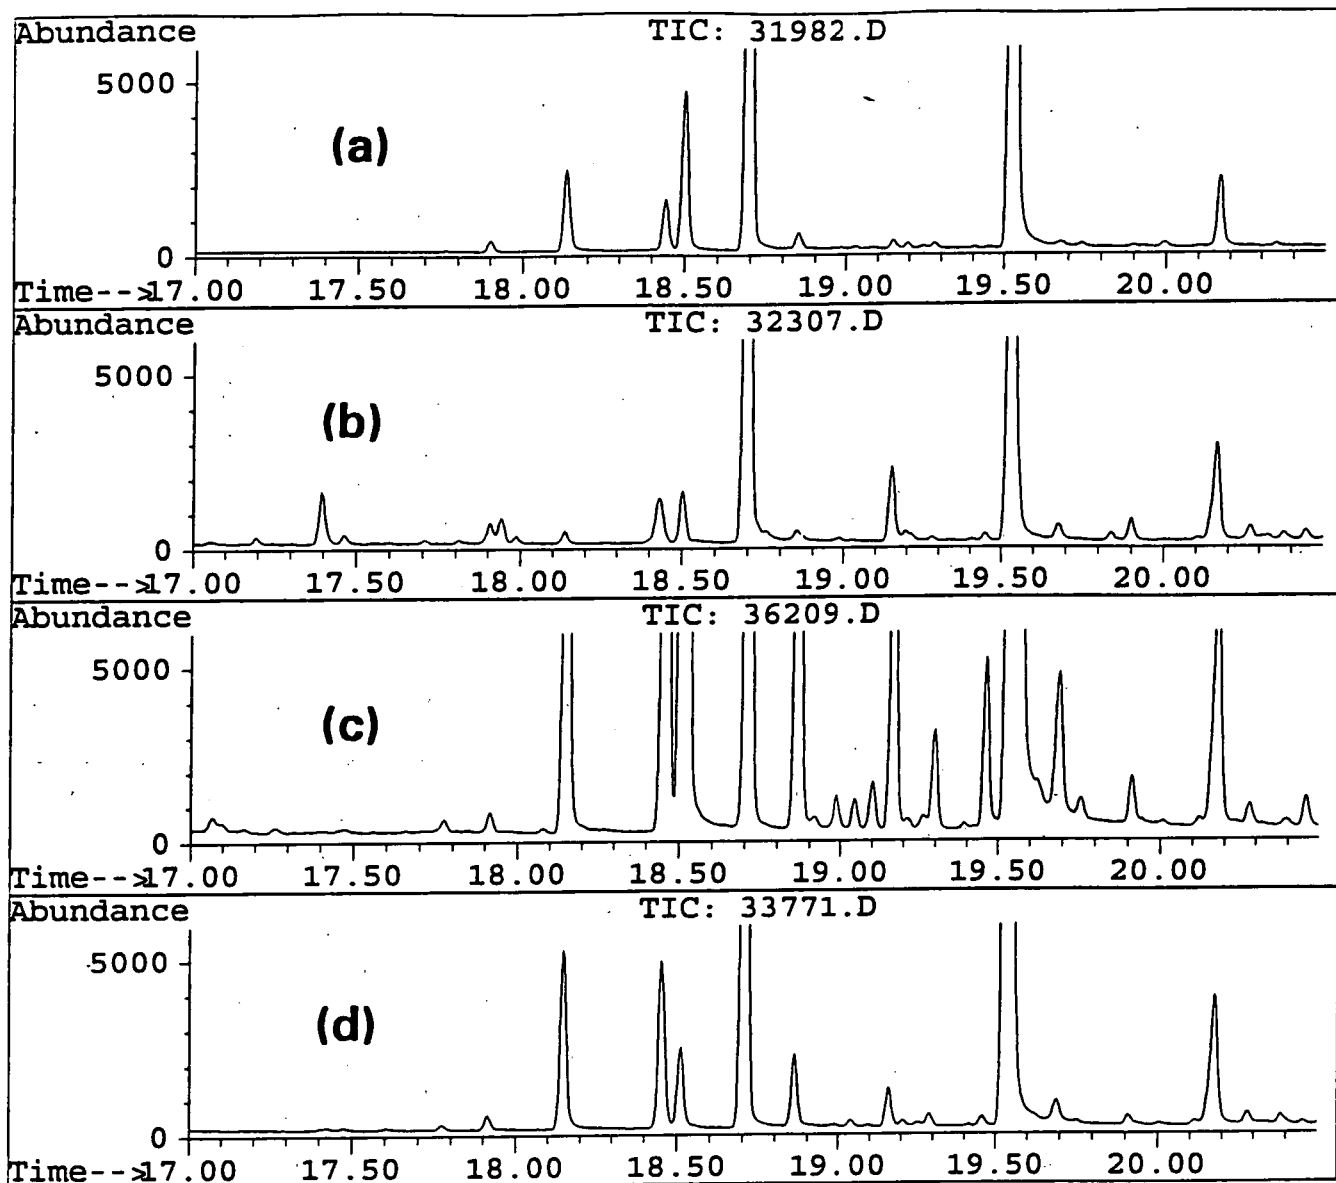 Abundance TIC: 31982.D
5000
(a)
0
Time-->17.00 17.50 18.00 18.50 19.00 19.50 20.00
Abundance TIC: 32307.D
5000
(b)
0
Time-->17.00 17.50 18.00 18.50 19.00 19.50 20.00
Abundance TIC: 36209.D
5000
(c)
0
Time-->17.00 17.50 18.00 18.50 19.00 19.50 20.00
Abundance TIC: 33771.D
5000
(d)
0
Time-->17.00 17.50 18.00 18.50 19.00 19.50 20.00